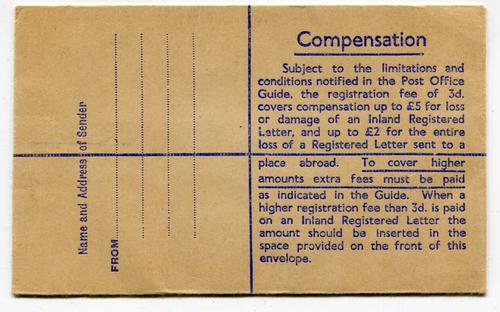 Name and Address of Sender
FROM
Compensation
Subject to the limitations and
conditions notified in the Post Office
Guide, the registration fee of 3d.
covers compensation up to £5 for loss
or damage of an Inland Registered
Letter, and up to £2 for the entire
loss of a Registered Letter sent to a
place abroad. To cover higher
amounts extra fees must be paid
as indicated in the Guide. When a
higher registration fee than 3d. is paid
on an Inland Registered Letter the
amount should be inserted in the
space provided on the front of this
envelope.